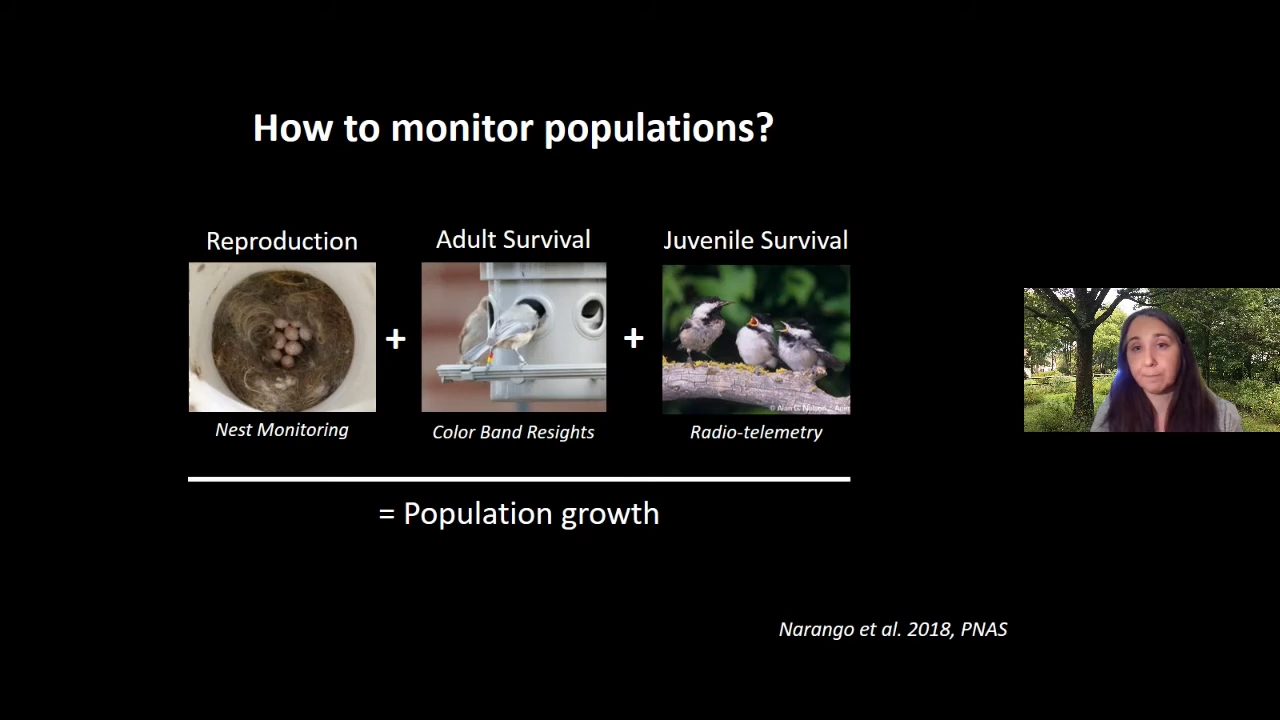 How to monitor populations?
Reproduction
Adult Survival
Juvenile Survival
+
+
Nest Monitoring
Color Band Resights
Radio-telemetry
= Population growth
Narango et al. 2018, PNAS